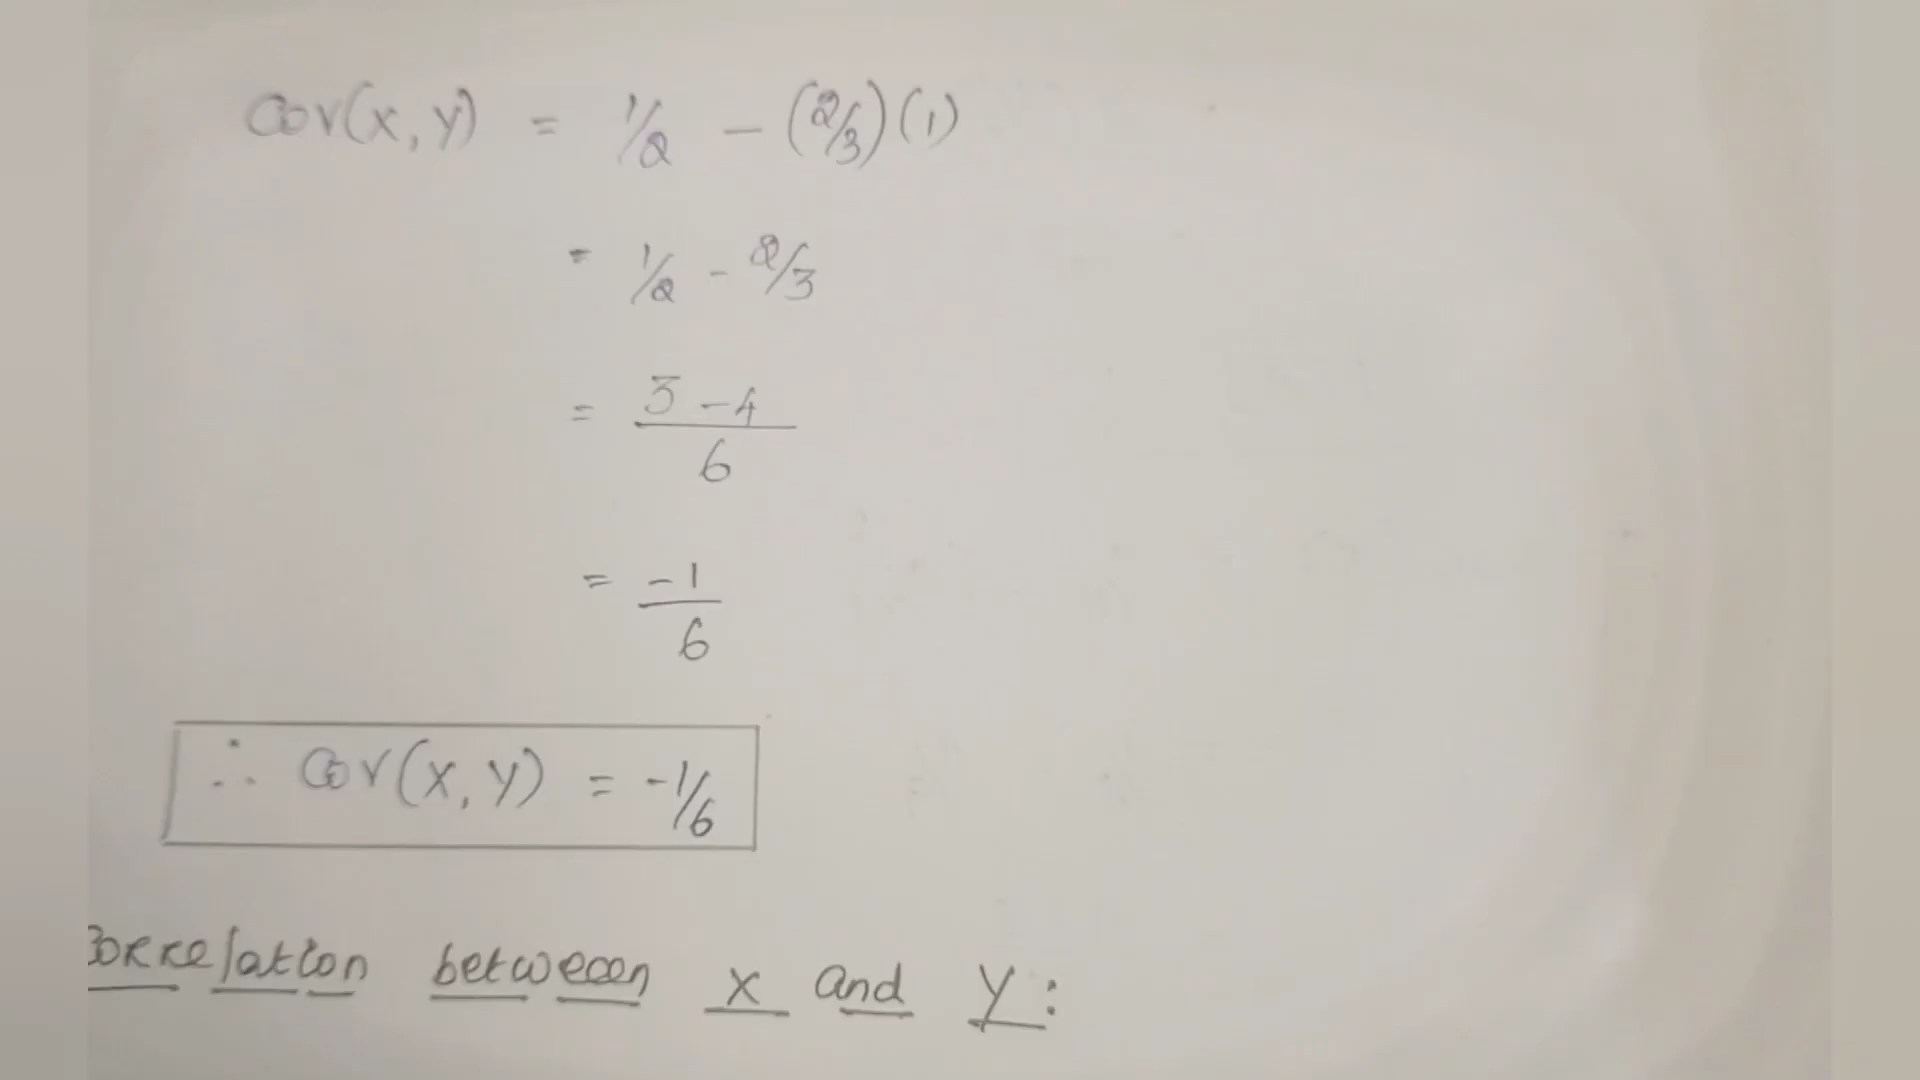 Cov(x, y) = 1/2 - (2/3)(1)
= 1/2 - 2/3
= 3 - 4 / 6
= -1 / 6
∴ Cov(x, y) = -1/6
Correlation between x and y: